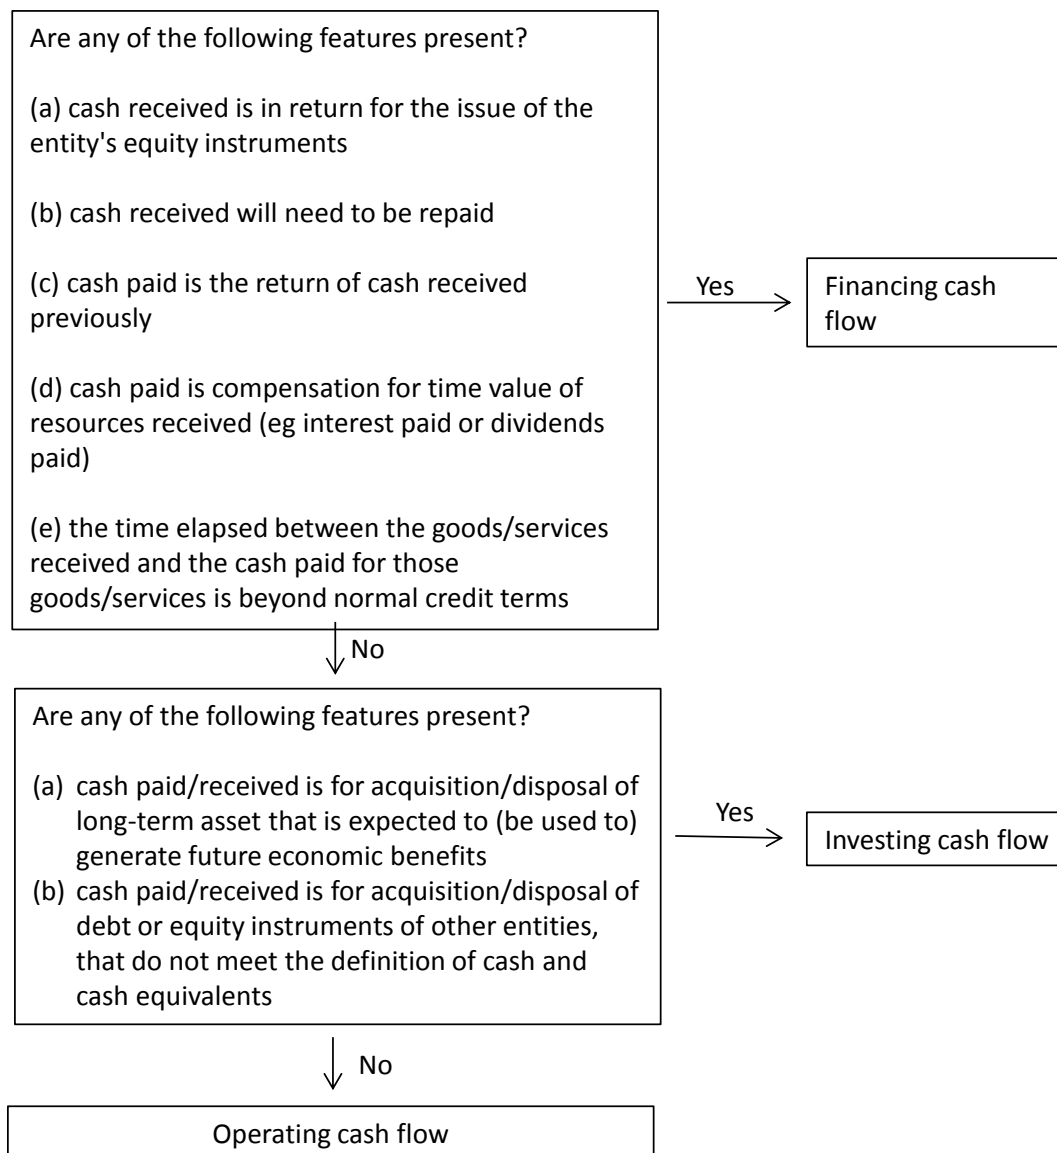 Are any of the following features present?
(a) cash received is in return for the issue of the
entity's equity instruments
(b) cash received will need to be repaid
(c) cash paid is the return of cash received
previously
(d) cash paid is compensation for time value of
resources received (eg interest paid or dividends
paid)
(e) the time elapsed between the goods/services
received and the cash paid for those
goods/services is beyond normal credit terms
Yes
Financing cash
flow
No
Are any of the following features present?
(a) cash paid/received is for acquisition/disposal of
long-term asset that is expected to (be used to)
generate future economic benefits
(b) cash paid/received is for acquisition/disposal of
debt or equity instruments of other entities,
that do not meet the definition of cash and
cash equivalents
Yes
Investing cash flow
No
Operating cash flow